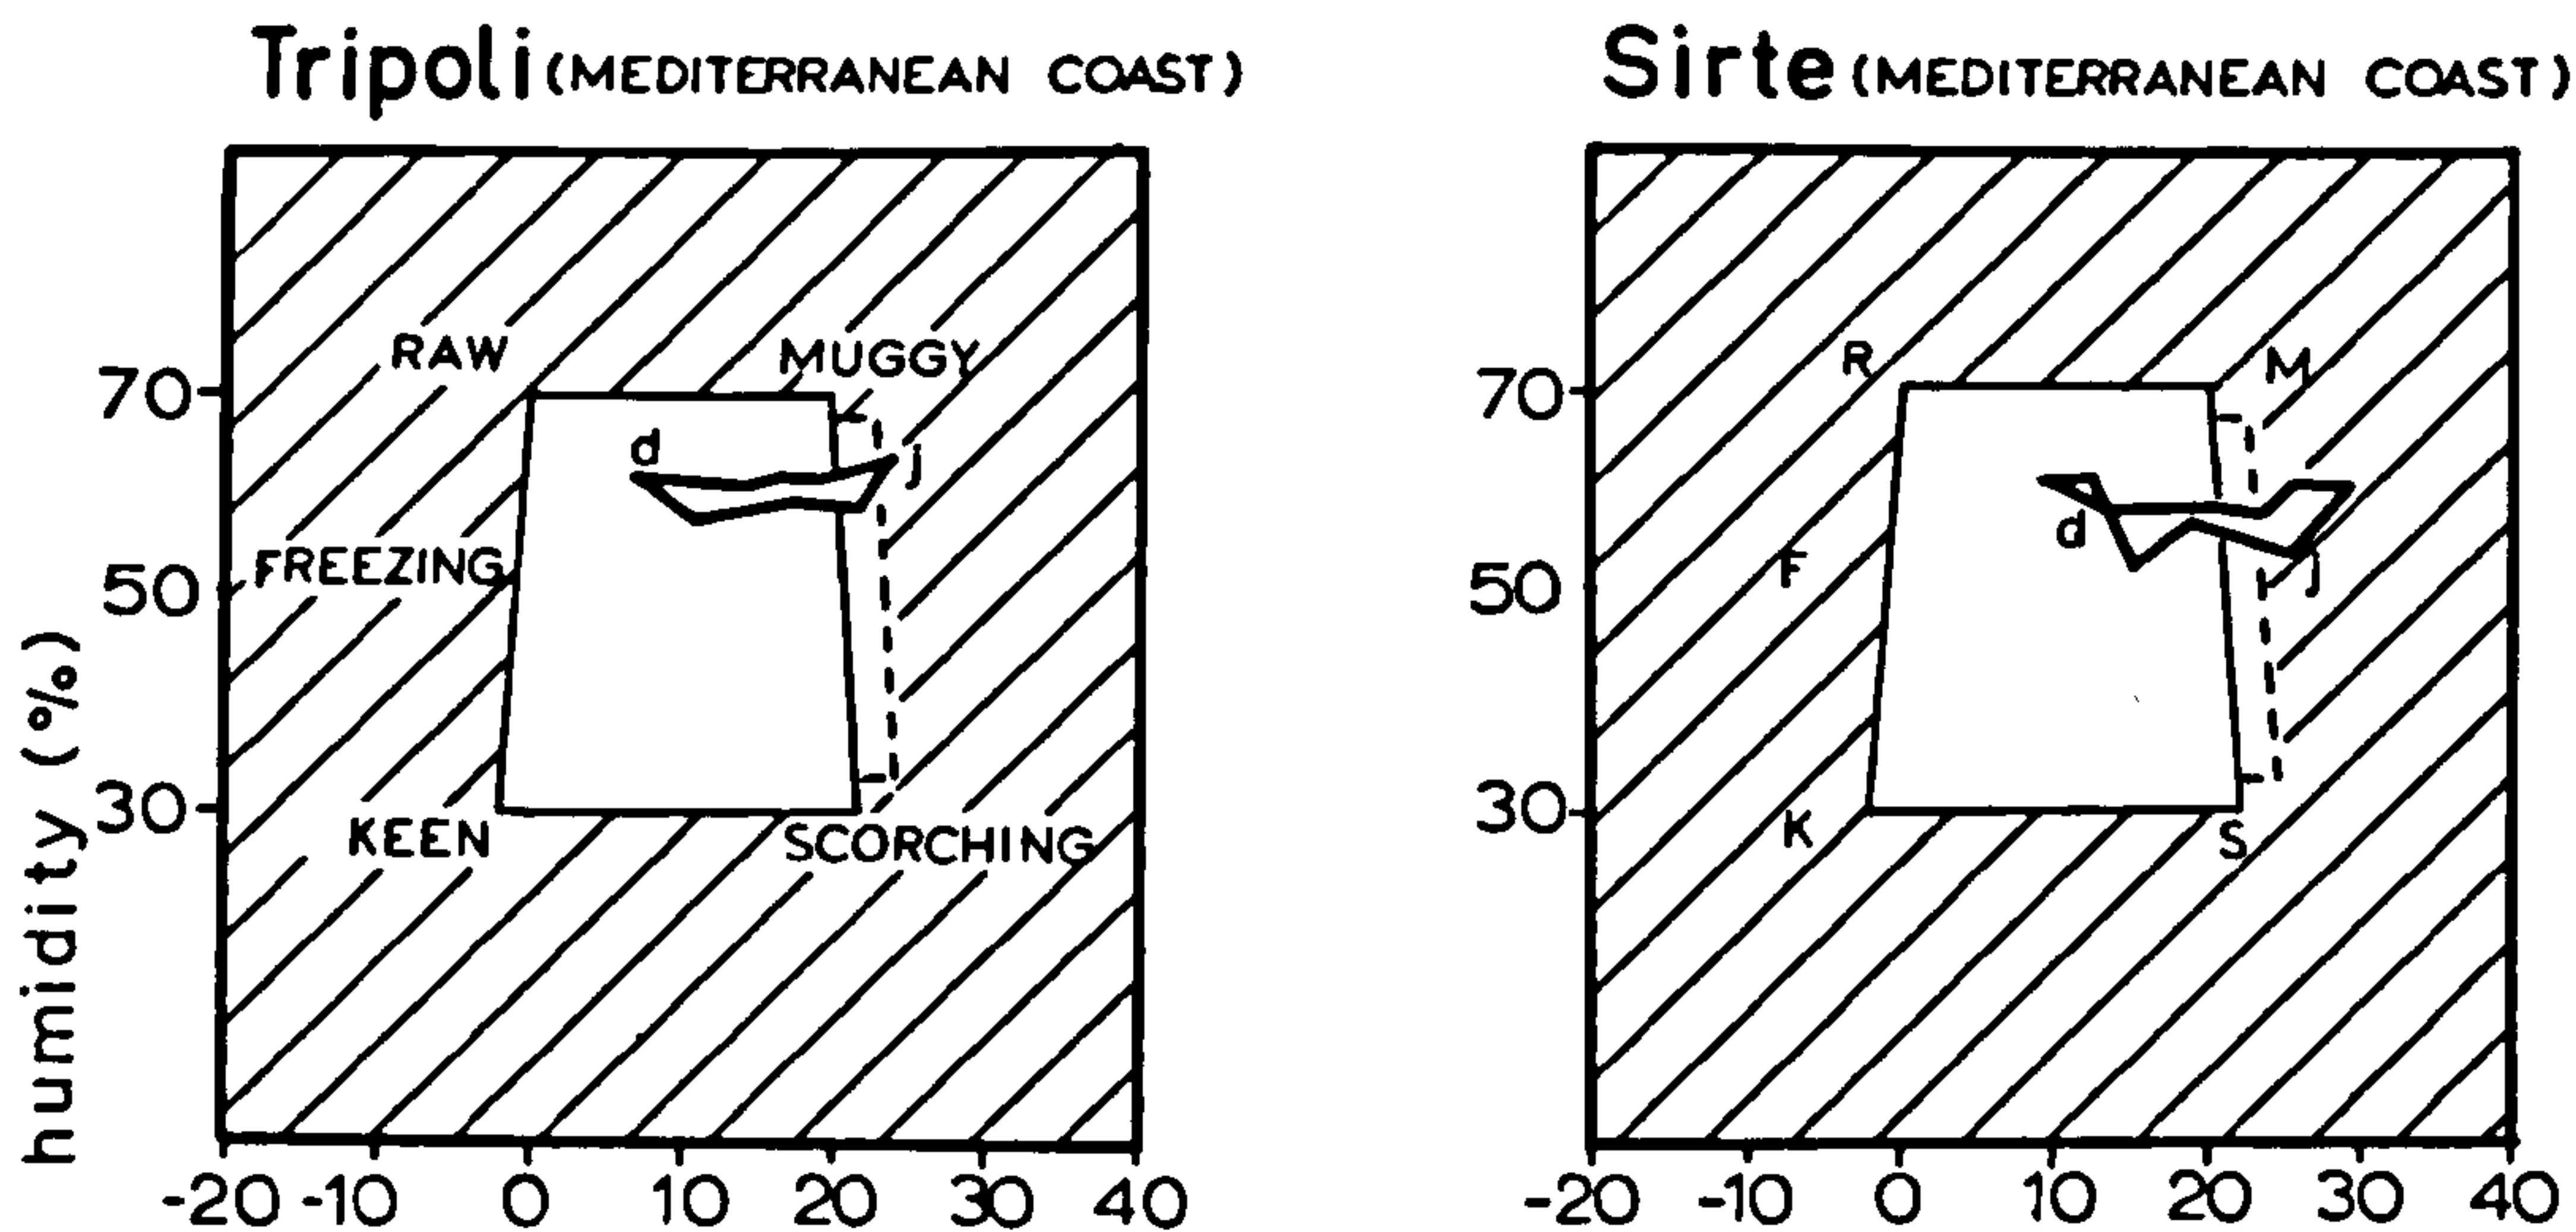 Tripoli (MEDITERRANEAN COAST)
humidity (%)
70
50
30
RAW
MUGGY
d
j
FREEZING
KEEN
SCORCHING
-20 -10 0 10 20 30 40
Sirte (MEDITERRANEAN COAST)
70
50
30
R
M
d
F
j
K
S
-20 -10 0 10 20 30 40